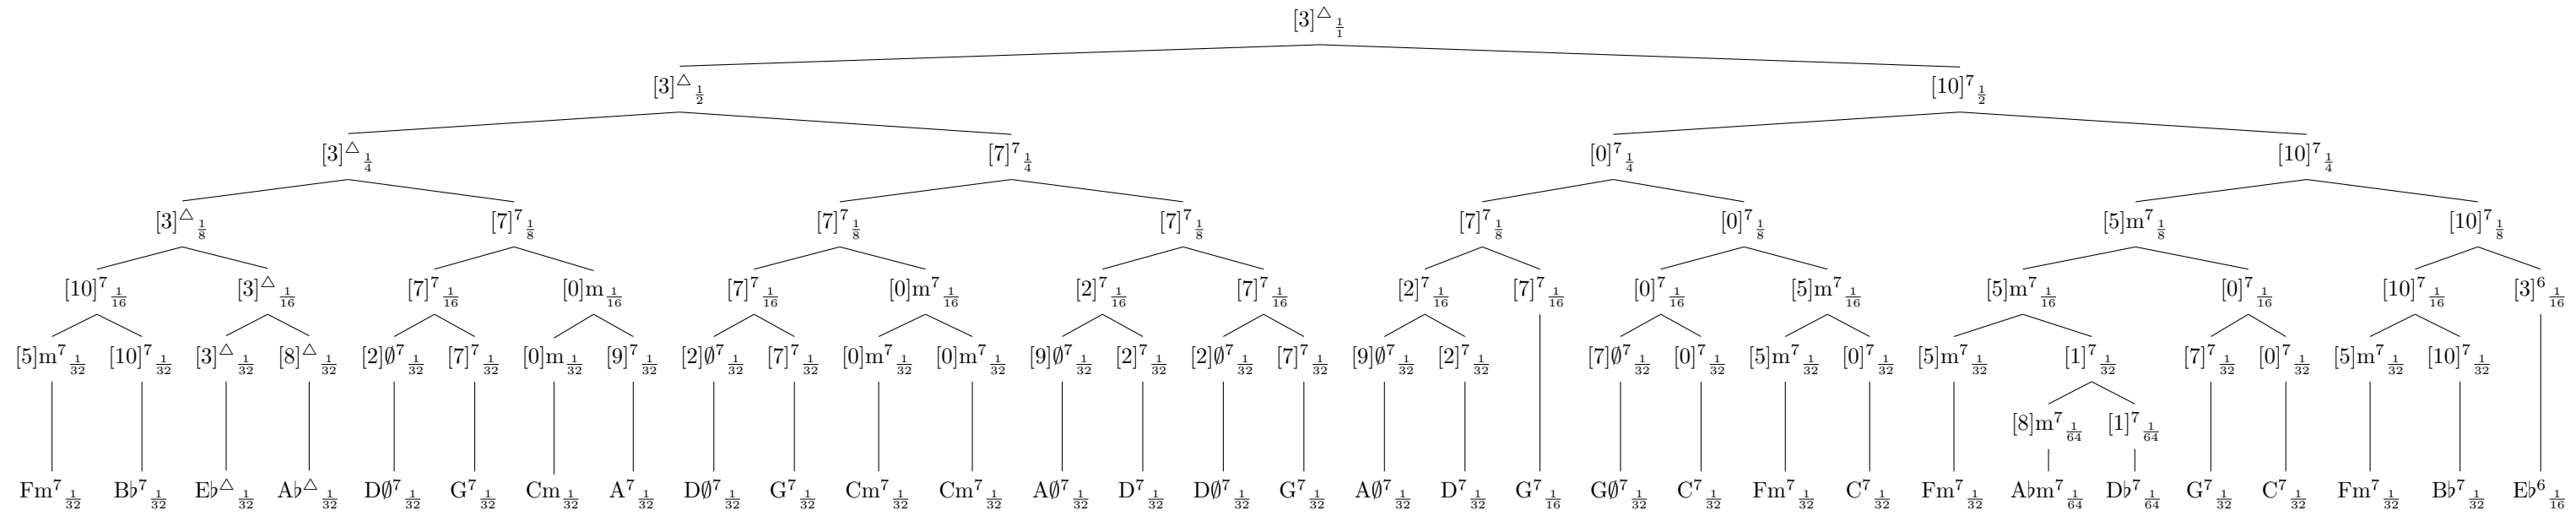 [3]△ 1/1
[3]△ 1/2 [10]⁷ 1/2
[3]△ 1/4 [7]⁷ 1/4 [0]⁷ 1/4 [10]⁷ 1/4
[3]△ 1/8 [7]⁷ 1/8 [7]⁷ 1/8 [7]⁷ 1/8 [7]⁷ 1/8 [0]⁷ 1/8 [5]m⁷ 1/8 [10]⁷ 1/8
[10]⁷ 1/16 [3]△ 1/16 [7]⁷ 1/16 [0]m 1/16 [7]⁷ 1/16 [0]m⁷ 1/16 [2]⁷ 1/16 [7]⁷ 1/16 [2]⁷ 1/16 [7]⁷ 1/16 [0]⁷ 1/16 [5]m⁷ 1/16 [5]m⁷ 1/16 [0]⁷ 1/16 [10]⁷ 1/16 [3]⁶ 1/16
[5]m⁷ 1/32 [10]⁷ 1/32 [3]△ 1/32 [8]△ 1/32 [2]∅⁷ 1/32 [7]⁷ 1/32 [0]m 1/32 [9]⁷ 1/32 [2]∅⁷ 1/32 [7]⁷ 1/32 [0]m⁷ 1/32 [0]m⁷ 1/32 [9]∅⁷ 1/32 [2]⁷ 1/32 [2]∅⁷ 1/32 [7]⁷ 1/32 [9]∅⁷ 1/32 [2]⁷ 1/32 [7]∅⁷ 1/32 [0]⁷ 1/32 [5]m⁷ 1/32 [0]⁷ 1/32 [5]m⁷ 1/32 [1]⁷ 1/32 [7]⁷ 1/32 [0]⁷ 1/32 [5]m⁷ 1/32 [10]⁷ 1/32
[8]m⁷ 1/64 [1]⁷ 1/64
Fm⁷ 1/32 B♭⁷ 1/32 E♭△ 1/32 A♭△ 1/32 D∅⁷ 1/32 G⁷ 1/32 Cm 1/32 A⁷ 1/32 D∅⁷ 1/32 G⁷ 1/32 Cm⁷ 1/32 Cm⁷ 1/32 A∅⁷ 1/32 D⁷ 1/32 D∅⁷ 1/32 G⁷ 1/32 A∅⁷ 1/32 D⁷ 1/32 G⁷ 1/16 G∅⁷ 1/32 C⁷ 1/32 Fm⁷ 1/32 C⁷ 1/32 Fm⁷ 1/32 A♭m⁷ 1/64 D♭⁷ 1/64 G⁷ 1/32 C⁷ 1/32 Fm⁷ 1/32 B♭⁷ 1/32 E♭⁶ 1/16